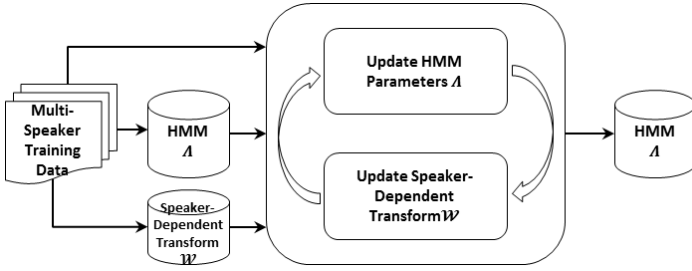 Multi-
Speaker
Training
Data
HMM
Λ
Speaker-
Dependent
Transform
𝒲
Update HMM
Parameters Λ
Update Speaker-
Dependent
Transform𝒲
HMM
Λ